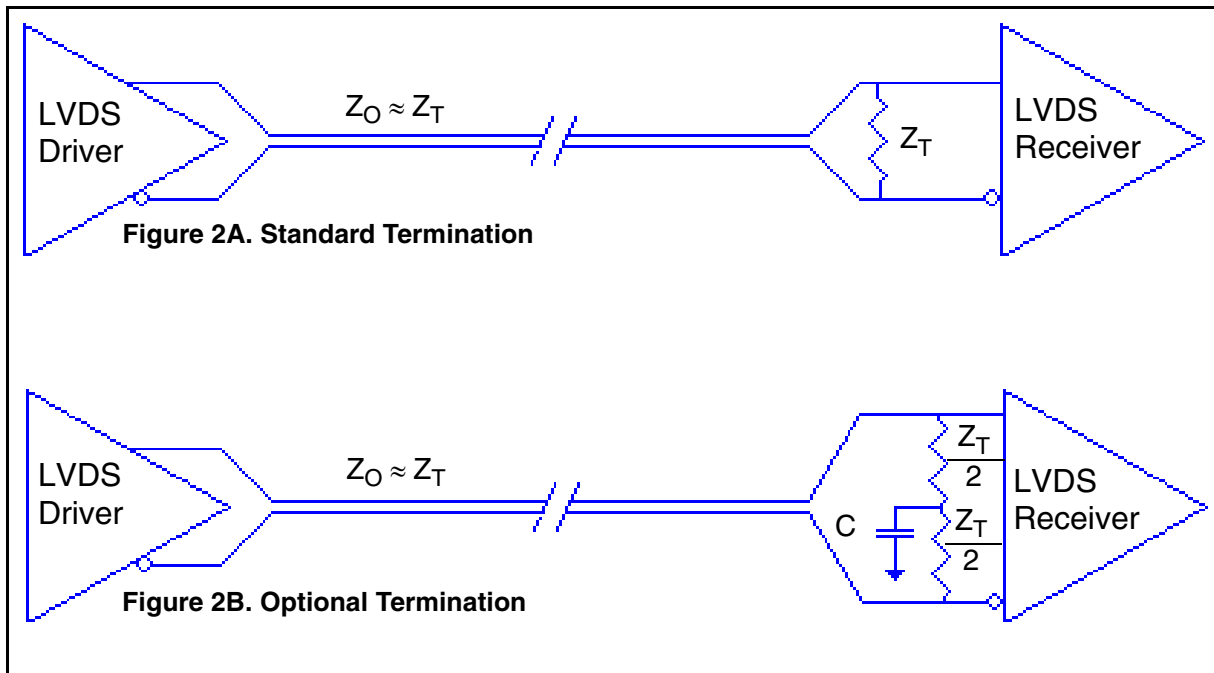 LVDS
Driver
Z_O ≈ Z_T
Z_T
LVDS
Receiver
Figure 2A. Standard Termination
LVDS
Driver
Z_O ≈ Z_T
C
Z_T
2
Z_T
2
LVDS
Receiver
Figure 2B. Optional Termination